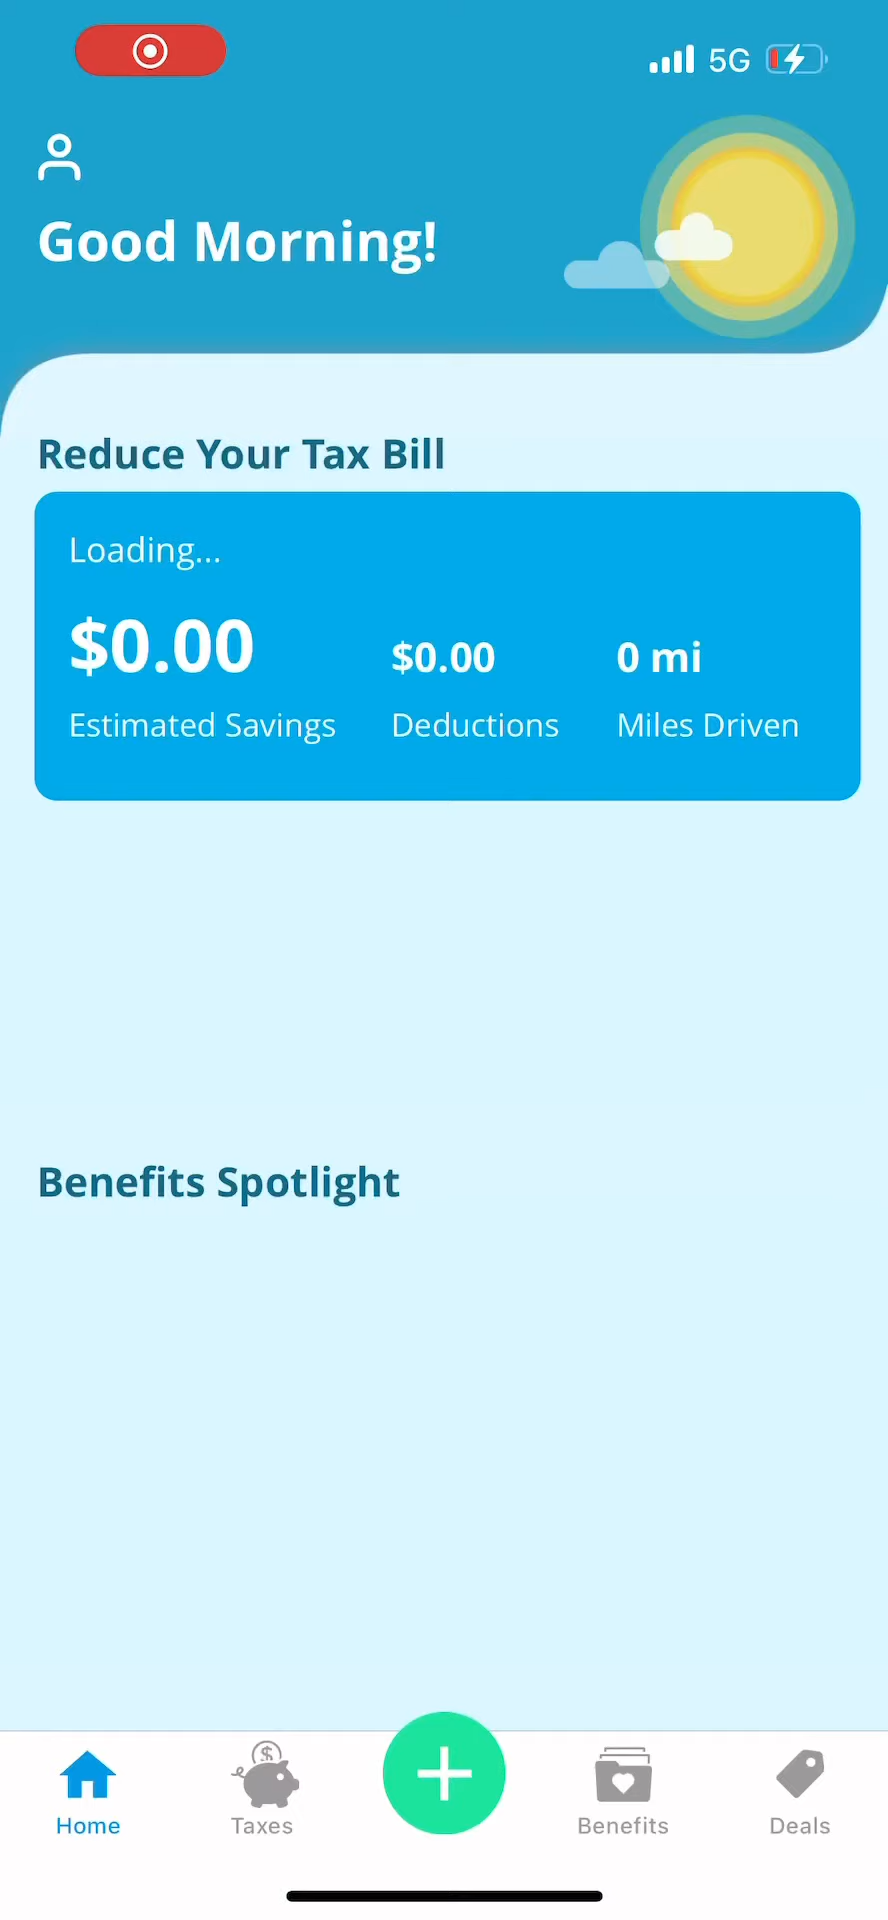 5G
Good Morning!
Reduce Your Tax Bill
Loading...
$0.00 $0.00 0 mi
Estimated Savings Deductions Miles Driven
Benefits Spotlight
$
Home Taxes Benefits Deals